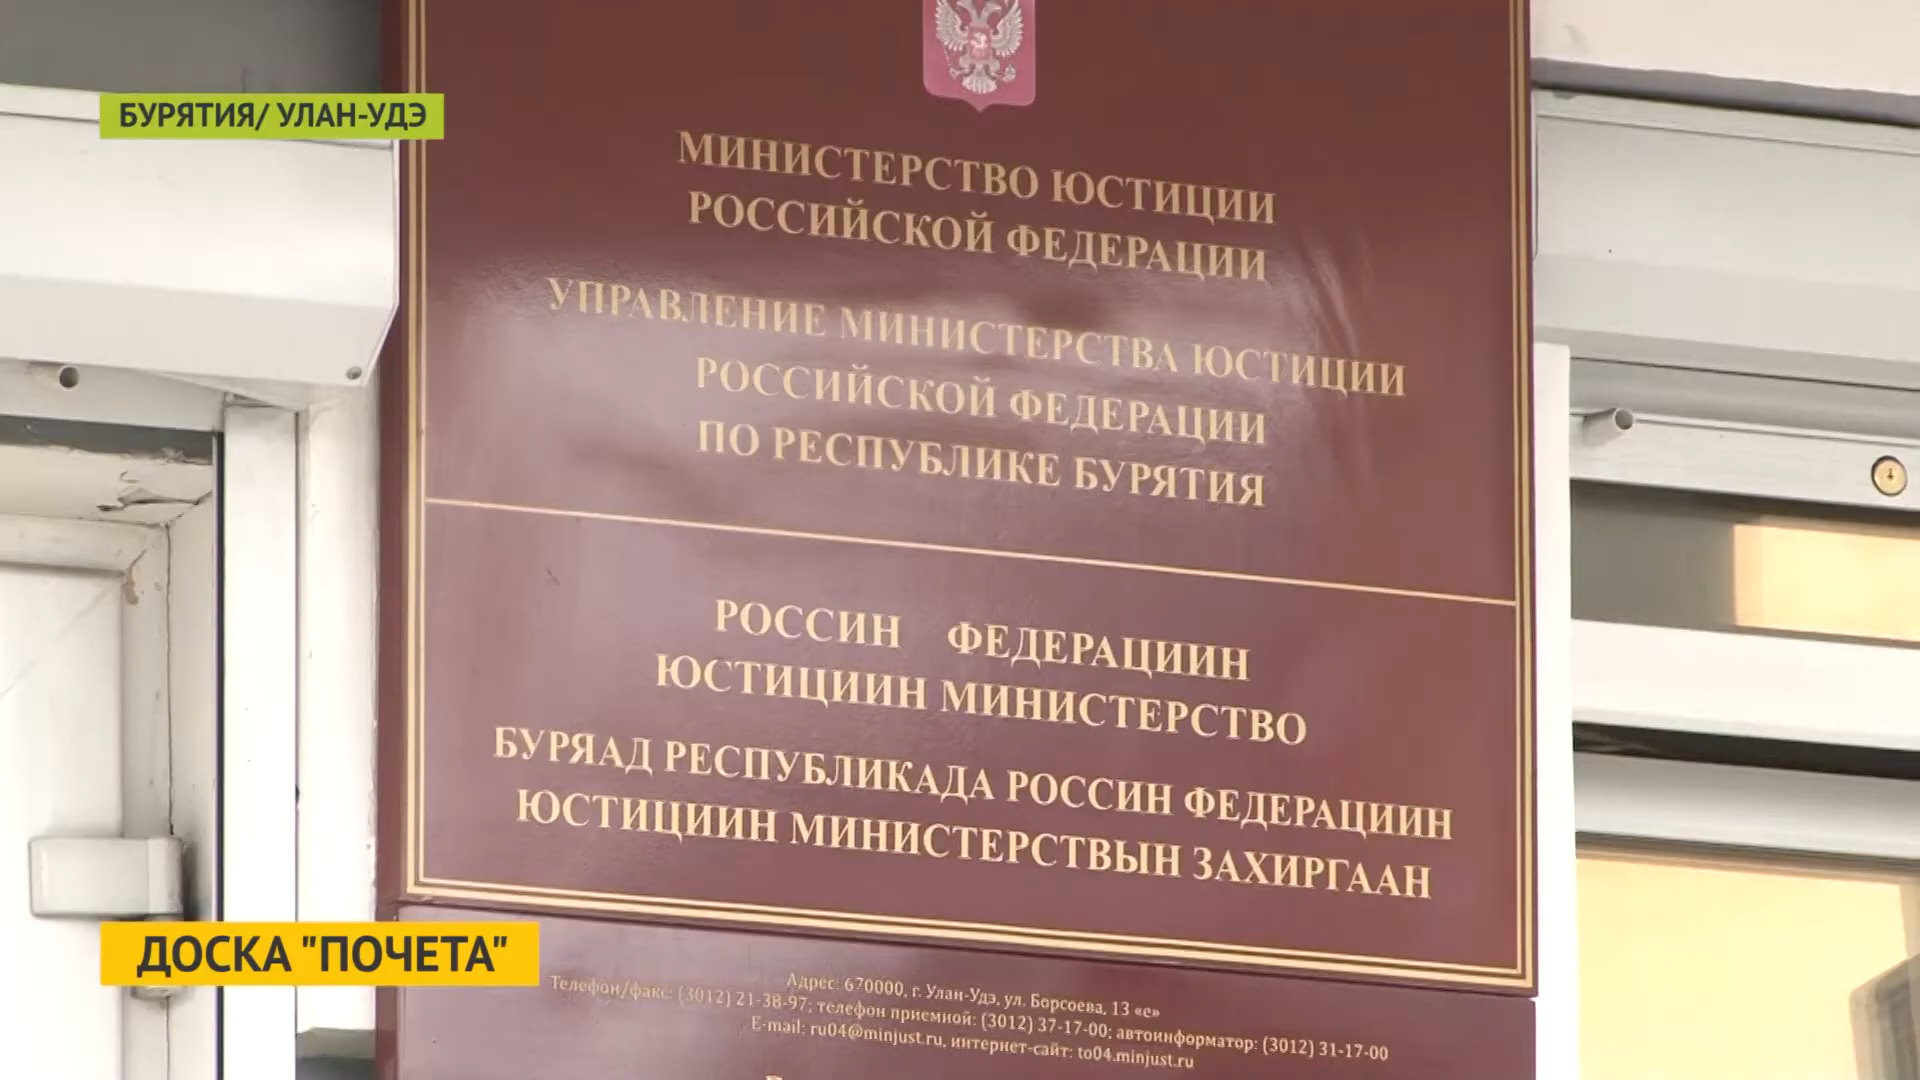 БУРЯТИЯ/ УЛАН-УДЭ
МИНИСТЕРСТВО ЮСТИЦИИ
РОССИЙСКОЙ ФЕДЕРАЦИИ
УПРАВЛЕНИЕ МИНИСТЕРСТВА ЮСТИЦИИ
РОССИЙСКОЙ ФЕДЕРАЦИИ
ПО РЕСПУБЛИКЕ БУРЯТИЯ
РОССИН ФЕДЕРАЦИИН
ЮСТИЦИИН МИНИСТЕРСТВО
БУРЯАД РЕСПУБЛИКАДА РОССИН ФЕДЕРАЦИИН
ЮСТИЦИИН МИНИСТЕРСТВЫН ЗАХИРГААН
ДОСКА "ПОЧЕТА"
Адрес: 670000, г. Улан-Удэ, ул. Борсоева, 13 «е»
Телефон/факс: (3012) 21-38-97; телефон приемной: (3012) 37-17-00; автоинформатор: (3012) 31-17-00
E-mail: ru04@minjust.ru, интернет-сайт: to04.minjust.ru